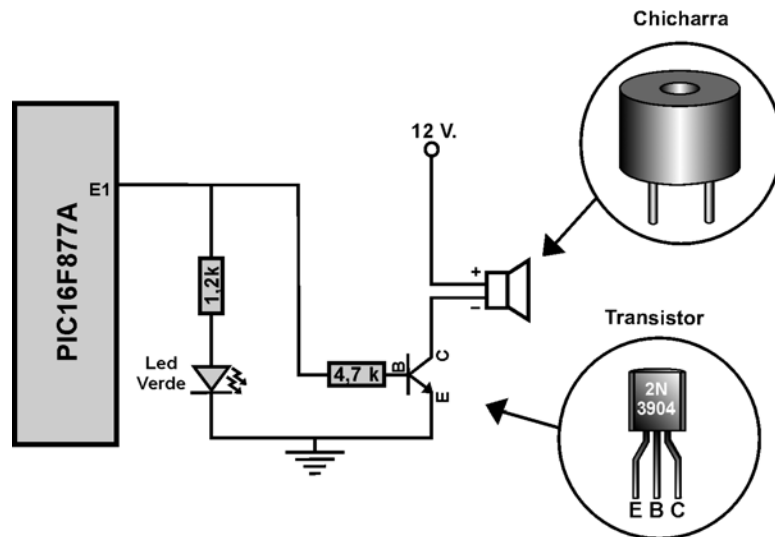 Chicharra
12 V.
PIC16F877A
E1
1,2k
Led
Verde
+
−
4,7 k
B
C
E
Transistor
2N
3904
E B C